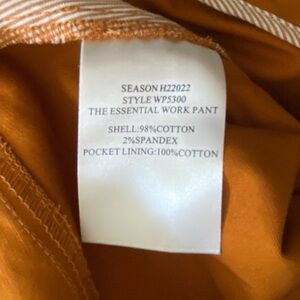 SEASON H22022
STYLE WP5300
THE ESSENTIAL WORK PANT
SHELL:98%COTTON
2%SPANDEX
POCKET LINING:100%COTTON